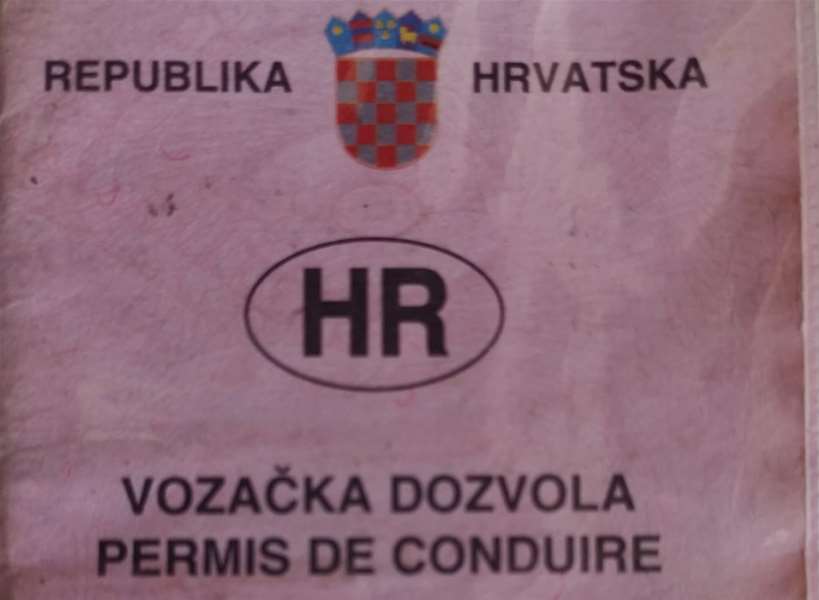 REPUBLIKA HRVATSKA
HR
VOZAČKA DOZVOLA
PERMIS DE CONDUIRE